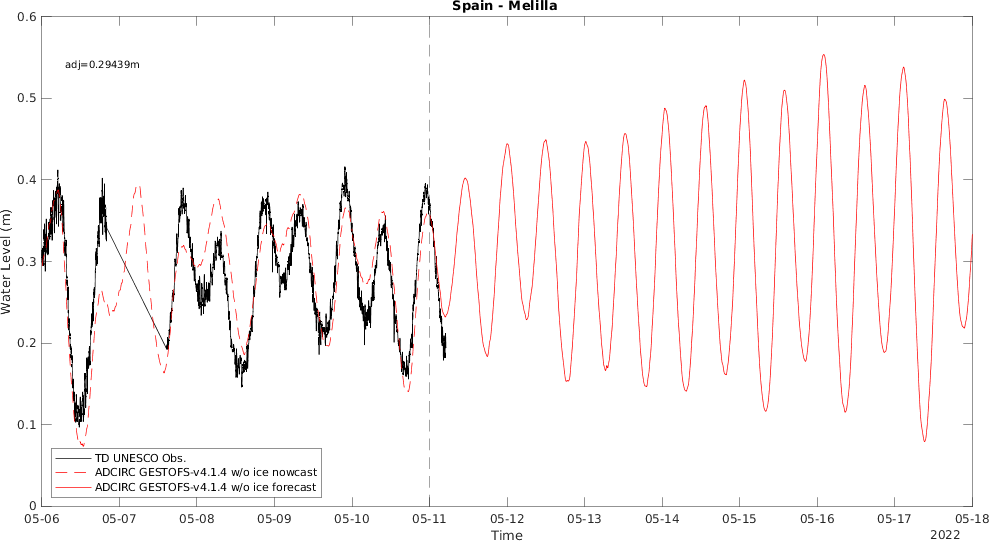 Spain - Melilla
adj=0.29439m
Water Level (m)
0.6
0.5
0.4
0.3
0.2
0.1
0
TD UNESCO Obs.
ADCIRC GESTOFS-v4.1.4 w/o ice nowcast
ADCIRC GESTOFS-v4.1.4 w/o ice forecast
05-06 05-07 05-08 05-09 05-10 05-11 05-12 05-13 05-14 05-15 05-16 05-17 05-18
Time
2022